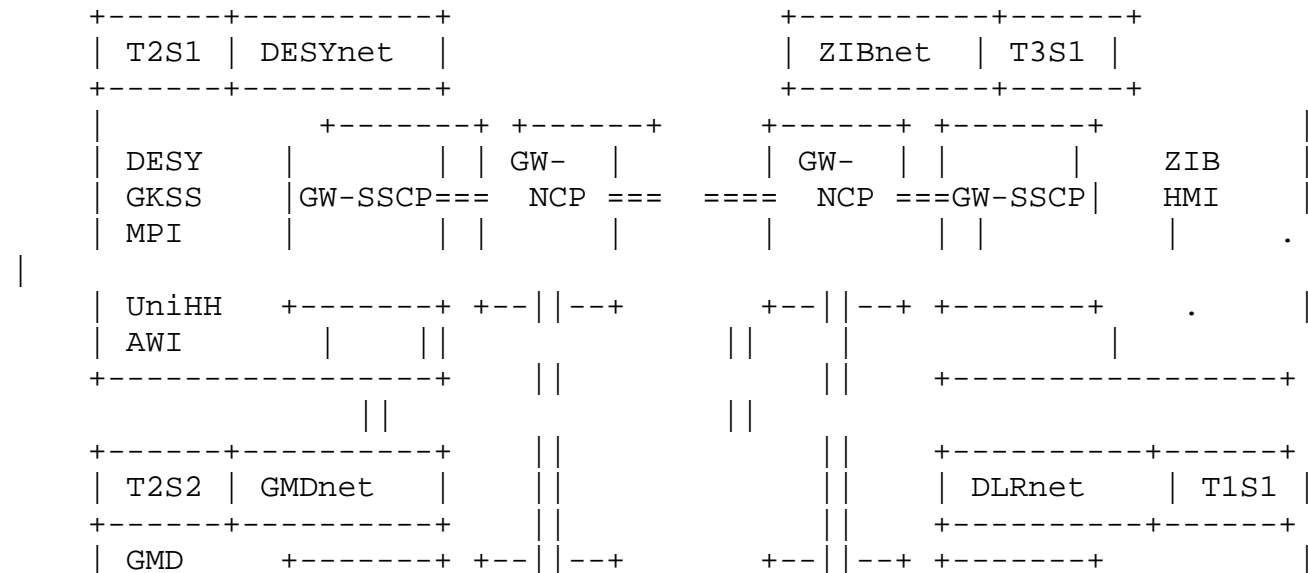 +------+----------+ +----------+------+
| T2S1 | DESYnet | | ZIBnet | T3S1 |
+------+----------+ +----------+------+
| +-------+ +------+ +------+ +-------+ |
| DESY | | | GW- | | GW- | | | ZIB |
| GKSS |GW-SSCP=== NCP === ==== NCP ===GW-SSCP| HMI |
| MPI | | | | | | | | .
|
| UniHH +-------+ +--||--+ +--||--+ +-------+ . |
| AWI | || || | |
+-----------------+ || || +----------------+
|| ||
+------+----------+ || || +----------+------+
| T2S2 | GMDnet | || || | DLRnet | T1S1 |
+------+----------+ || || +----------+------+
| GMD +-------+ +--||--+ +--||--+ +-------+ |